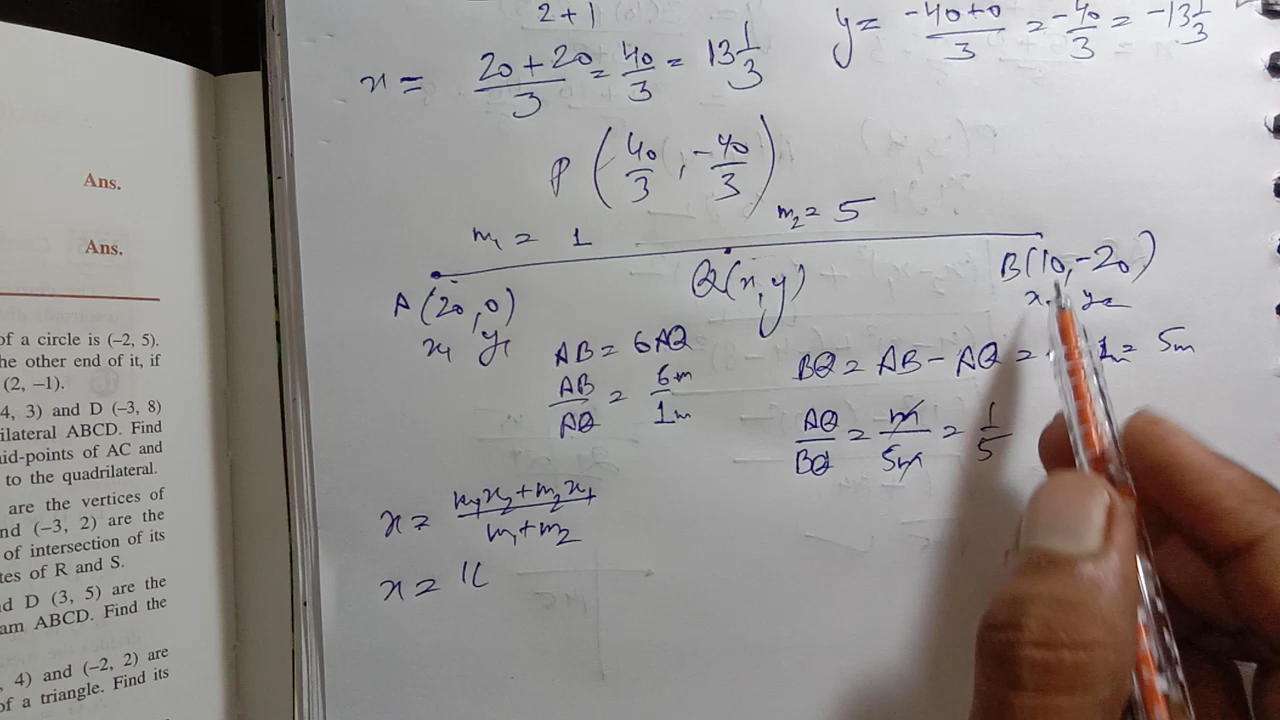 Ans.
Ans.
of a circle is (–2, 5).
he other end of it, if
(2, –1).
4, 3) and D (–3, 8)
ilateral ABCD. Find
id-points of AC and
to the quadrilateral.
are the vertices of
nd (–3, 2) are the
of intersection of its
tes of R and S.
d D (3, 5) are the
am ABCD. Find the
, 4) and (–2, 2) are
of a triangle. Find its
2+1
x = (20+20)/3 = 40/3 = 13 1/3
y = (-40+0)/3 = -40/3 = -13 1/3
P (40/3, -40/3)
m₁ = 1 m₂ = 5
A (20, 0) Q(x, y) B(10, -20)
x₁ y₁ y₂
AB = 6AQ
AB/AQ = 6m/1m
BQ = AB - AQ = = 5m
AQ/BQ = m/5m = 1/5
x = (m₁x₂+m₂x₁)/(m₁+m₂)
x =